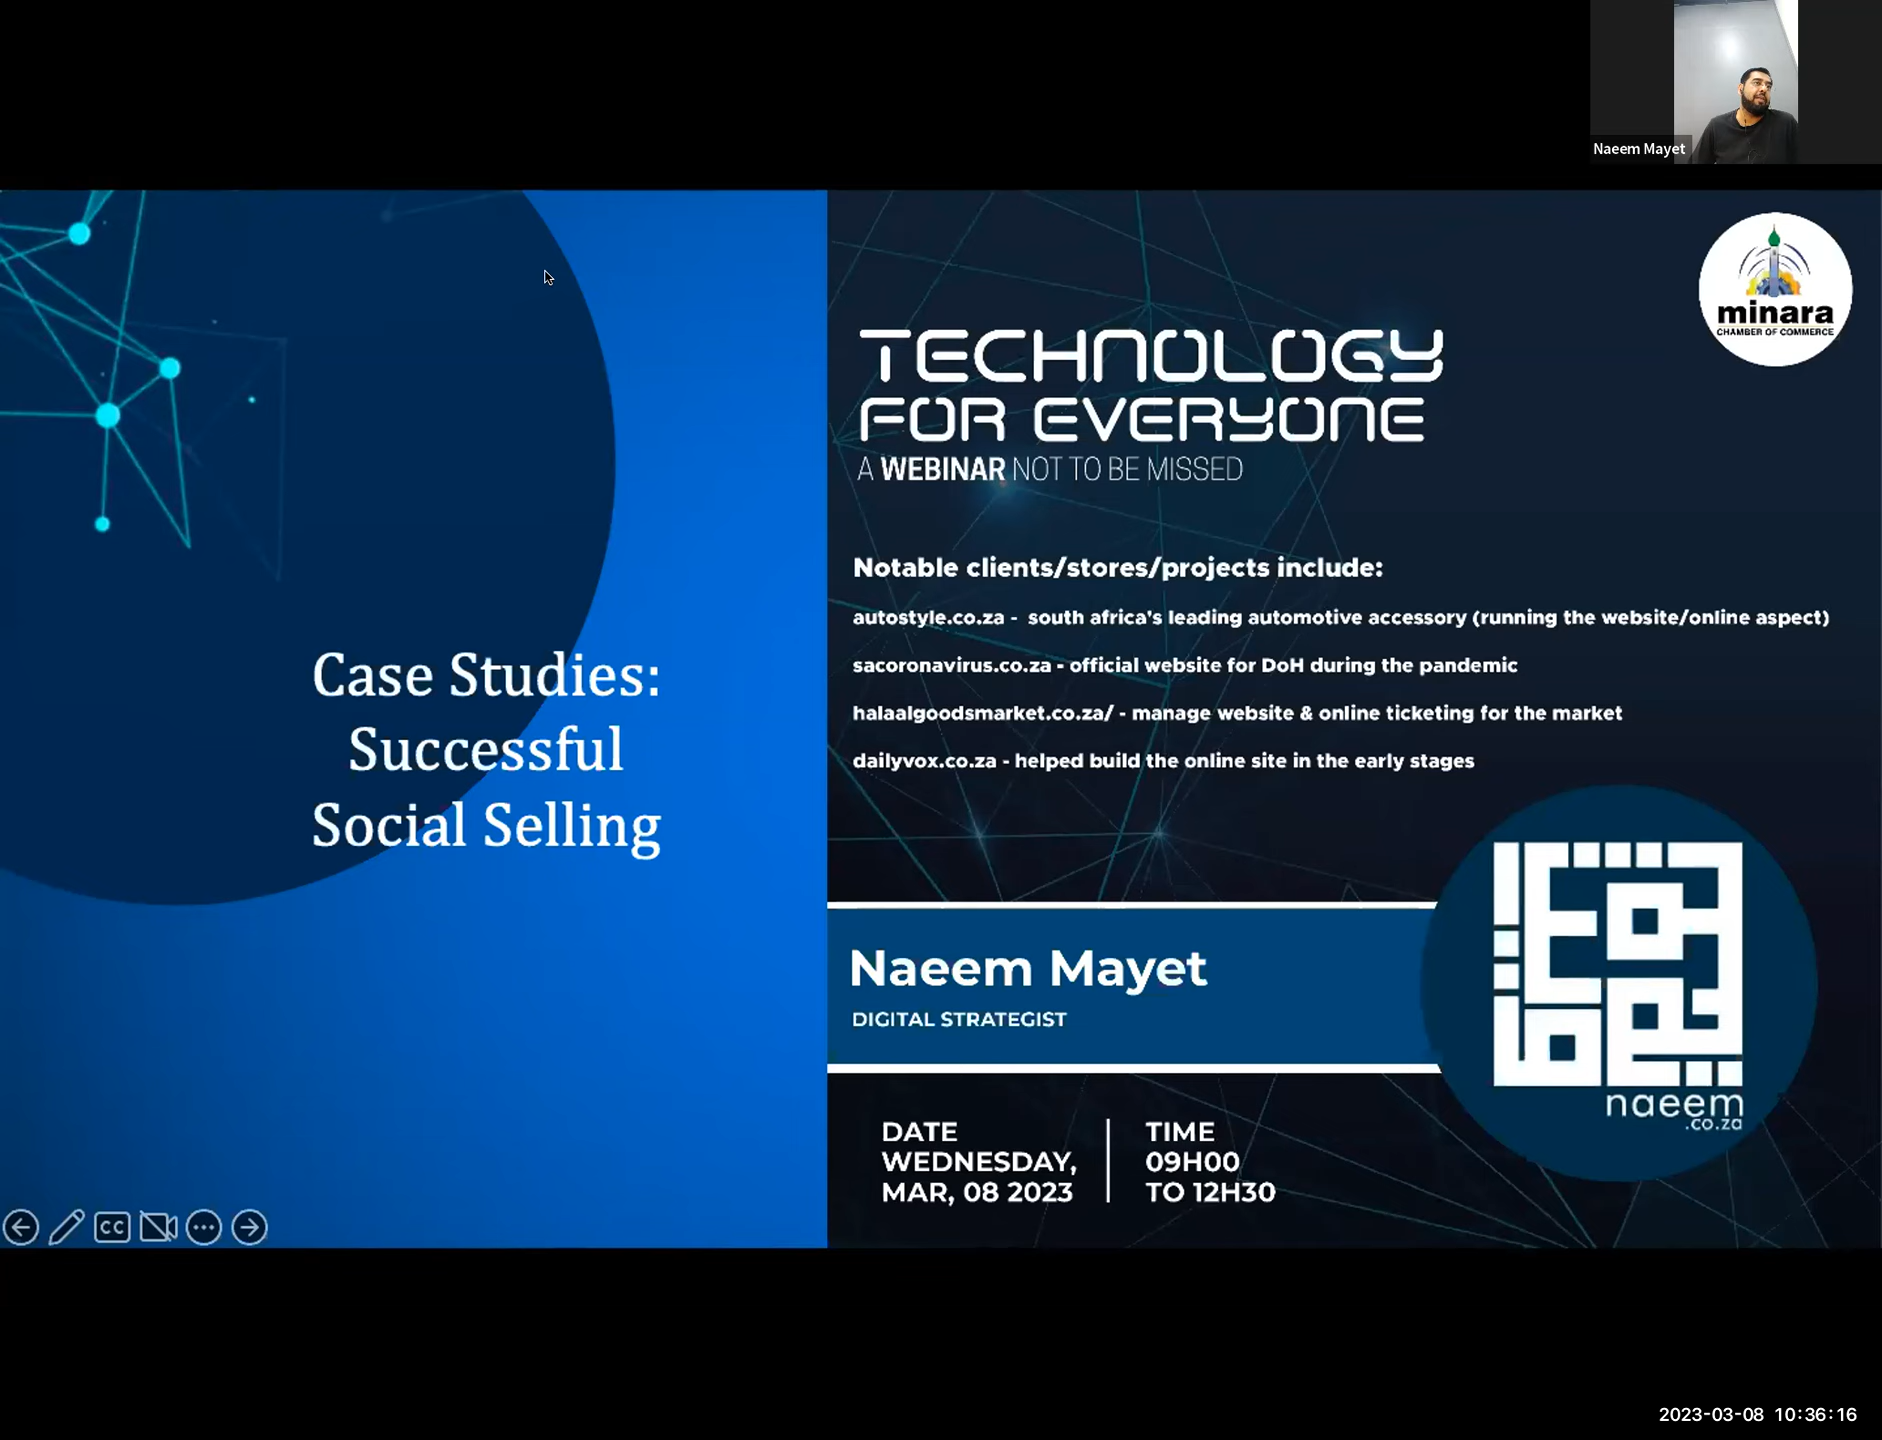 Naeem Mayet
minara
CHAMBER OF COMMERCE
Case Studies:
Successful
Social Selling
TECHNOLOGY
FOR EVERYONE
A WEBINAR NOT TO BE MISSED
Notable clients/stores/projects include:
autostyle.co.za - south africa's leading automotive accessory (running the website/online aspect)
sacoronavirus.co.za - official website for DoH during the pandemic
halaalgoodsmarket.co.za/ - manage website & online ticketing for the market
dailyvox.co.za - helped build the online site in the early stages
Naeem Mayet
DIGITAL STRATEGIST
naeem
.co.za
DATE
WEDNESDAY,
MAR, 08 2023
TIME
09H00
TO 12H30
CC
2023-03-08 10:36:16